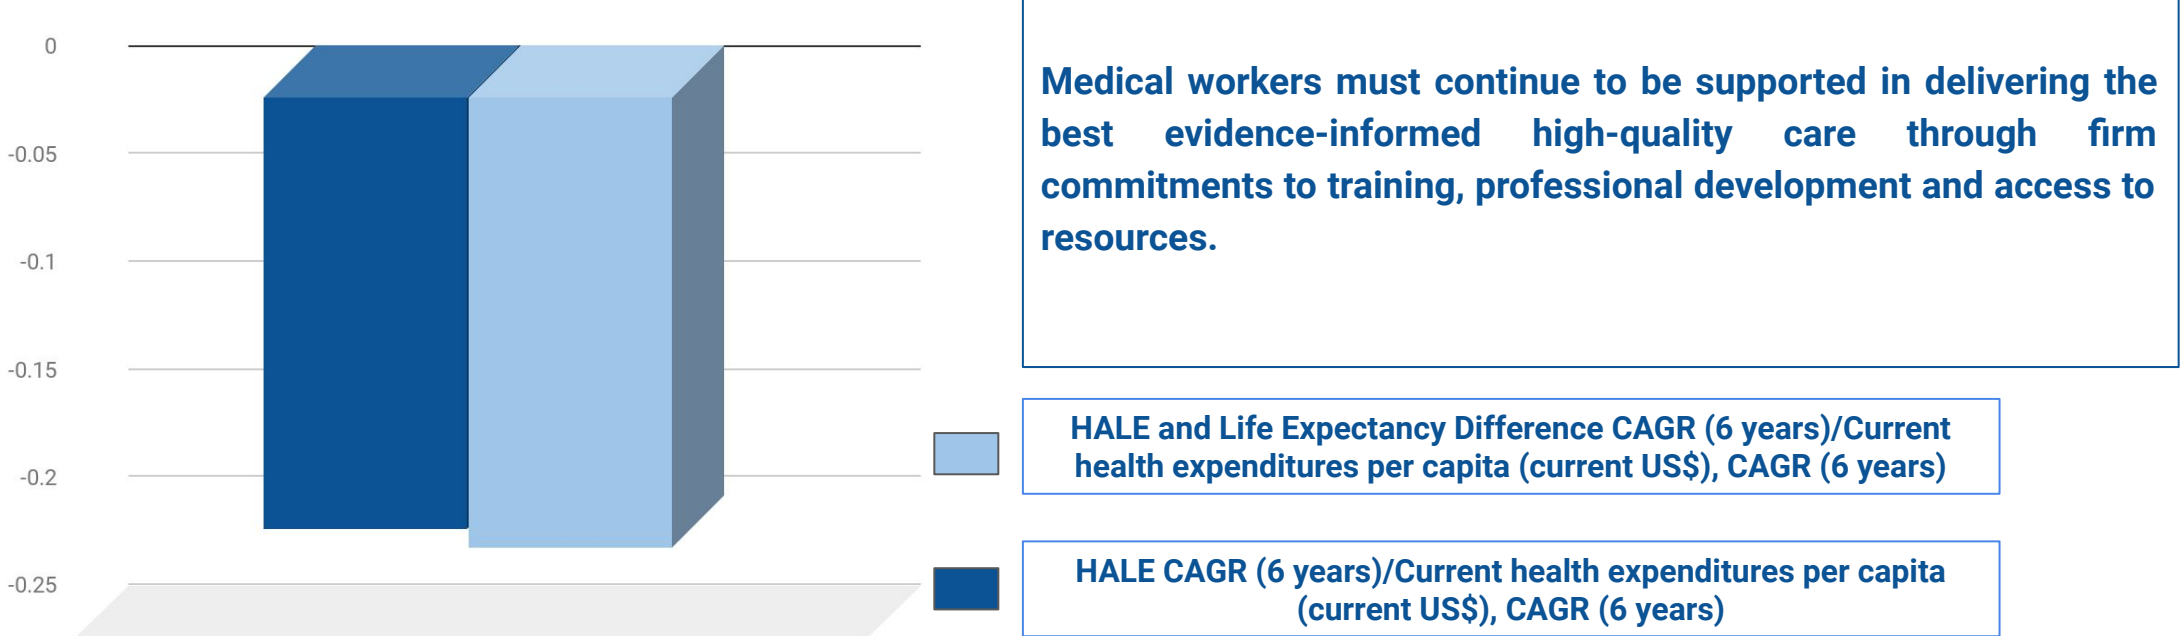 0
-0.05
-0.1
-0.15
-0.2
-0.25
Medical workers must continue to be supported in delivering the
best evidence-informed high-quality care through firm
commitments to training, professional development and access to
resources.
HALE and Life Expectancy Difference CAGR (6 years)/Current
health expenditures per capita (current US$), CAGR (6 years)
HALE CAGR (6 years)/Current health expenditures per capita
(current US$), CAGR (6 years)